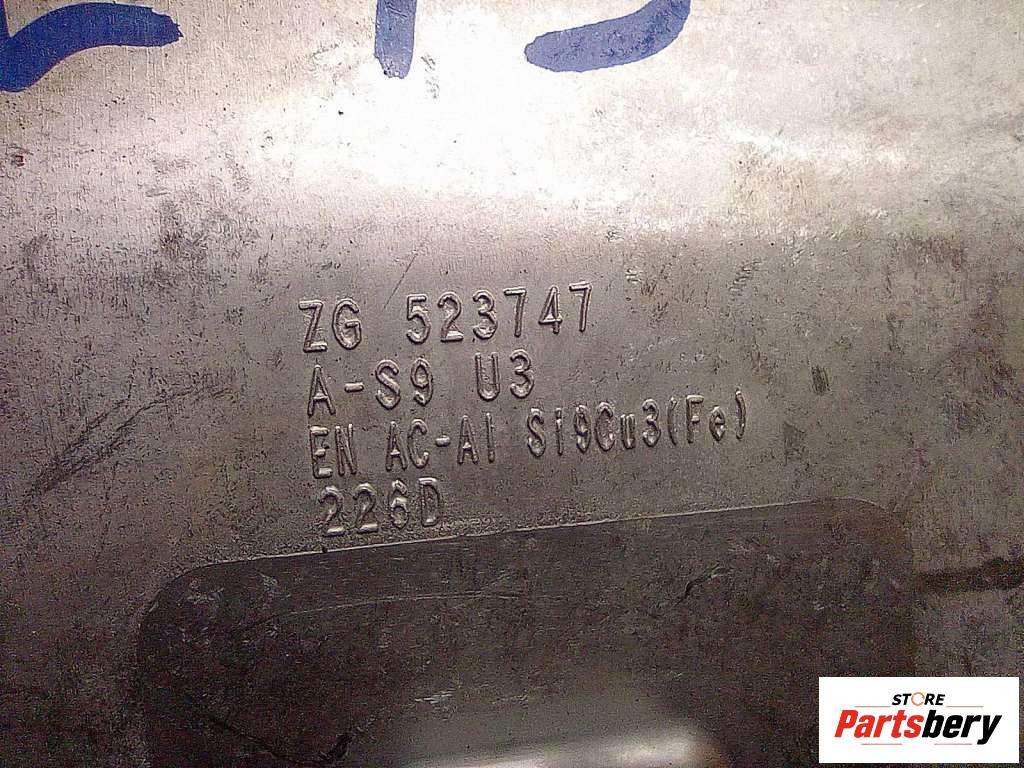 ZG 523747
A-S9 U3
EN AC-Al Si9Cu3(Fe)
226D
STORE
Partsbery